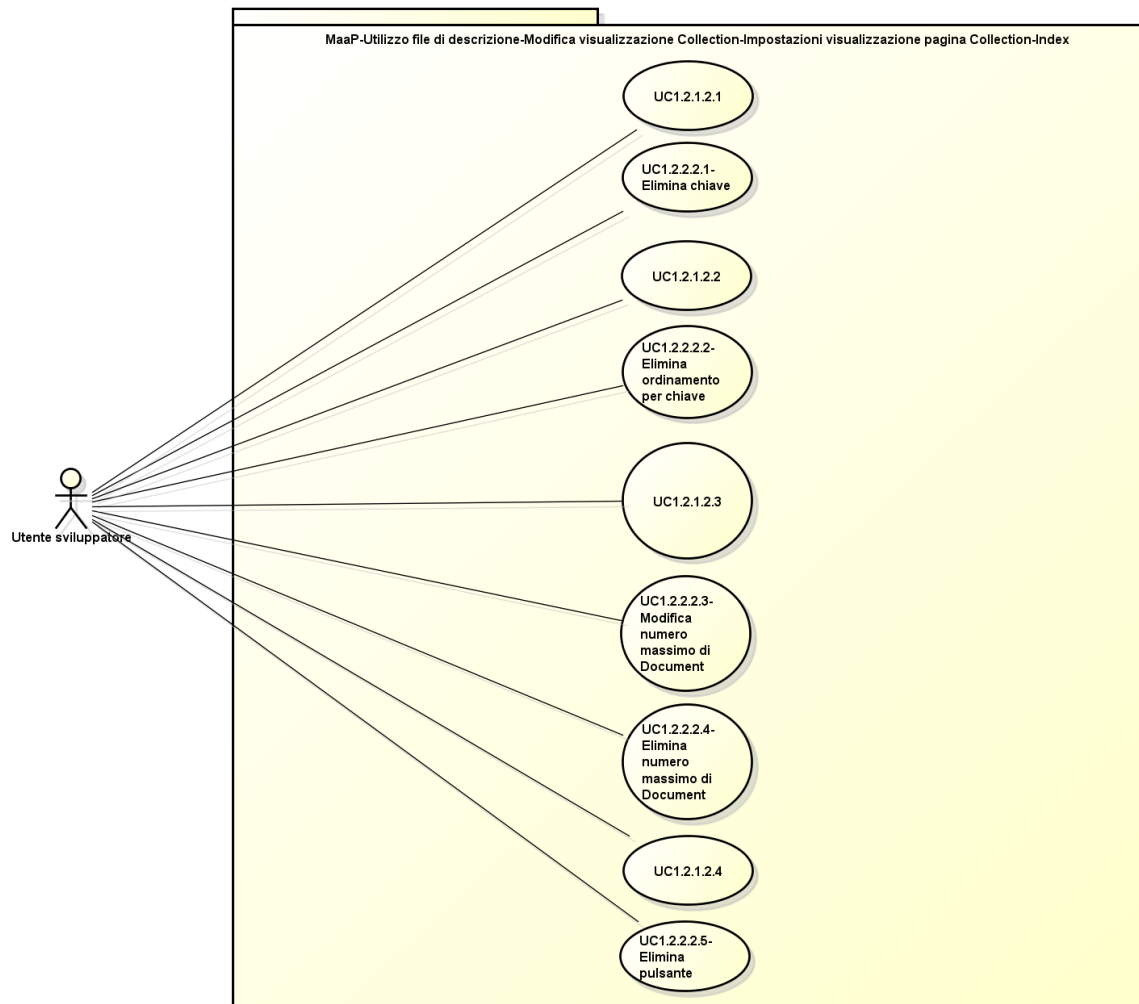 MaaP-Utilizzo file di descrizione-Modifica visualizzazione Collection-Impostazioni visualizzazione pagina Collection-Index
UC1.2.1.2.1
UC1.2.2.2.1-
Elimina chiave
UC1.2.1.2.2
UC1.2.2.2.2-
Elimina
ordinamento
per chiave
UC1.2.1.2.3
Utente sviluppatore
UC1.2.2.2.3-
Modifica
numero
massimo di
Document
UC1.2.2.2.4-
Elimina
numero
massimo di
Document
UC1.2.1.2.4
UC1.2.2.2.5-
Elimina
pulsante